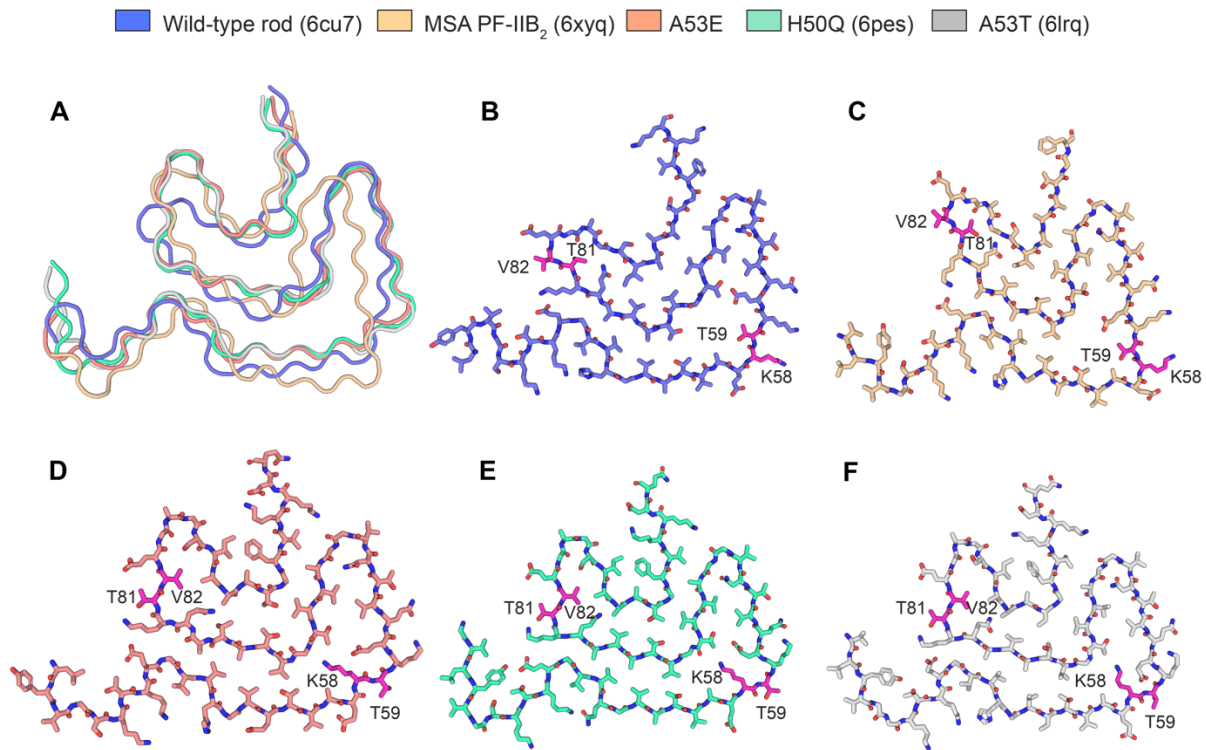 Wild-type rod (6cu7) MSA PF-IIB₂ (6xyq) A53E H50Q (6pes) A53T (6lrq)
A
B
C
V82
T81
T59
K58
V82
T81
T59
K58
D
E
F
T81
V82
K58
T59
T81
V82
K58
T59
T81
V82
K58
T59